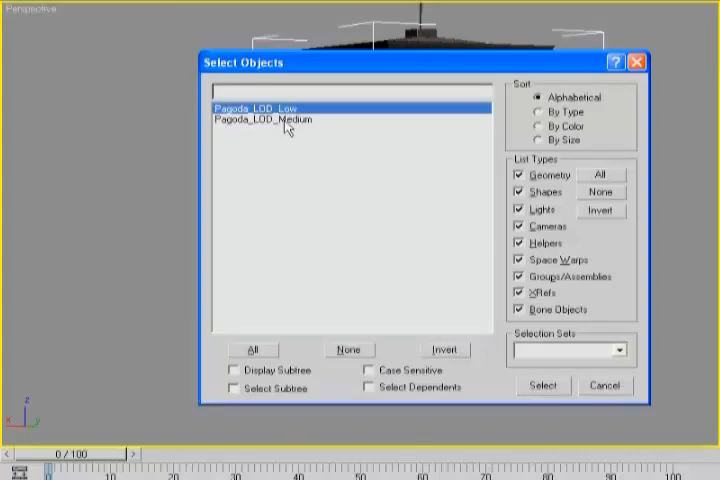 Perspective
Select Objects
Pagoda_LOD_Low
Pagoda_LOD_Medium
Sort
Alphabetical
By Type
By Color
By Size
List Types
Geometry
All
Shapes
None
Lights
Invert
Cameras
Helpers
Space Warps
Groups/Assemblies
XRefs
Bone Objects
Selection Sets
All
None
Invert
Display Subtree
Case Sensitive
Select Subtree
Select Dependents
Select
Cancel
z
x
y
< 0 / 100 >
0 10 20 30 40 50 60 70 80 90 100